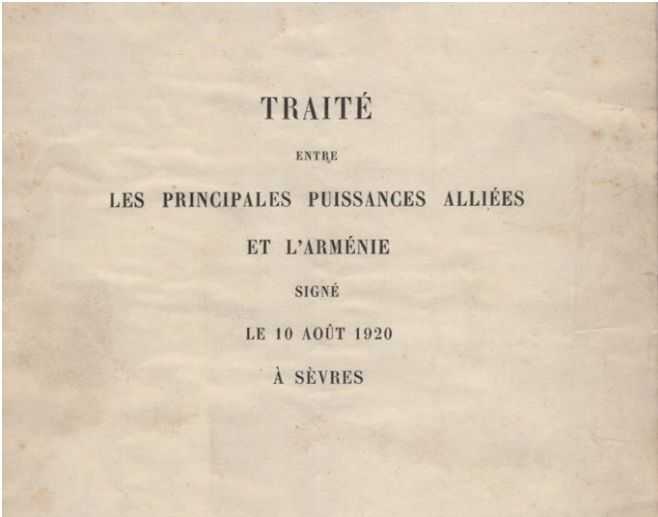 TRAITÉ
ENTRE
LES PRINCIPALES PUISSANCES ALLIÉES
ET L'ARMÉNIE
SIGNÉ
LE 10 AOÛT 1920
À SÈVRES